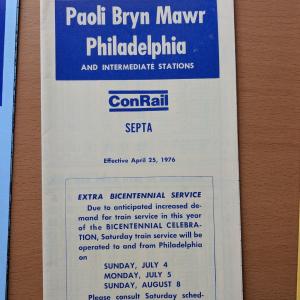 Paoli Bryn Mawr
Philadelphia
AND INTERMEDIATE STATIONS
ConRail
SEPTA
Effective April 25, 1976
EXTRA BICENTENNIAL SERVICE
Due to anticipated increased de-
mand for train service in this year
of the BICENTENNIAL CELEBRA-
TION, Saturday train service will be
operated to and from Philadelphia
on
SUNDAY, JULY 4
MONDAY, JULY 5
SUNDAY, AUGUST 8
Please consult Saturday sched-